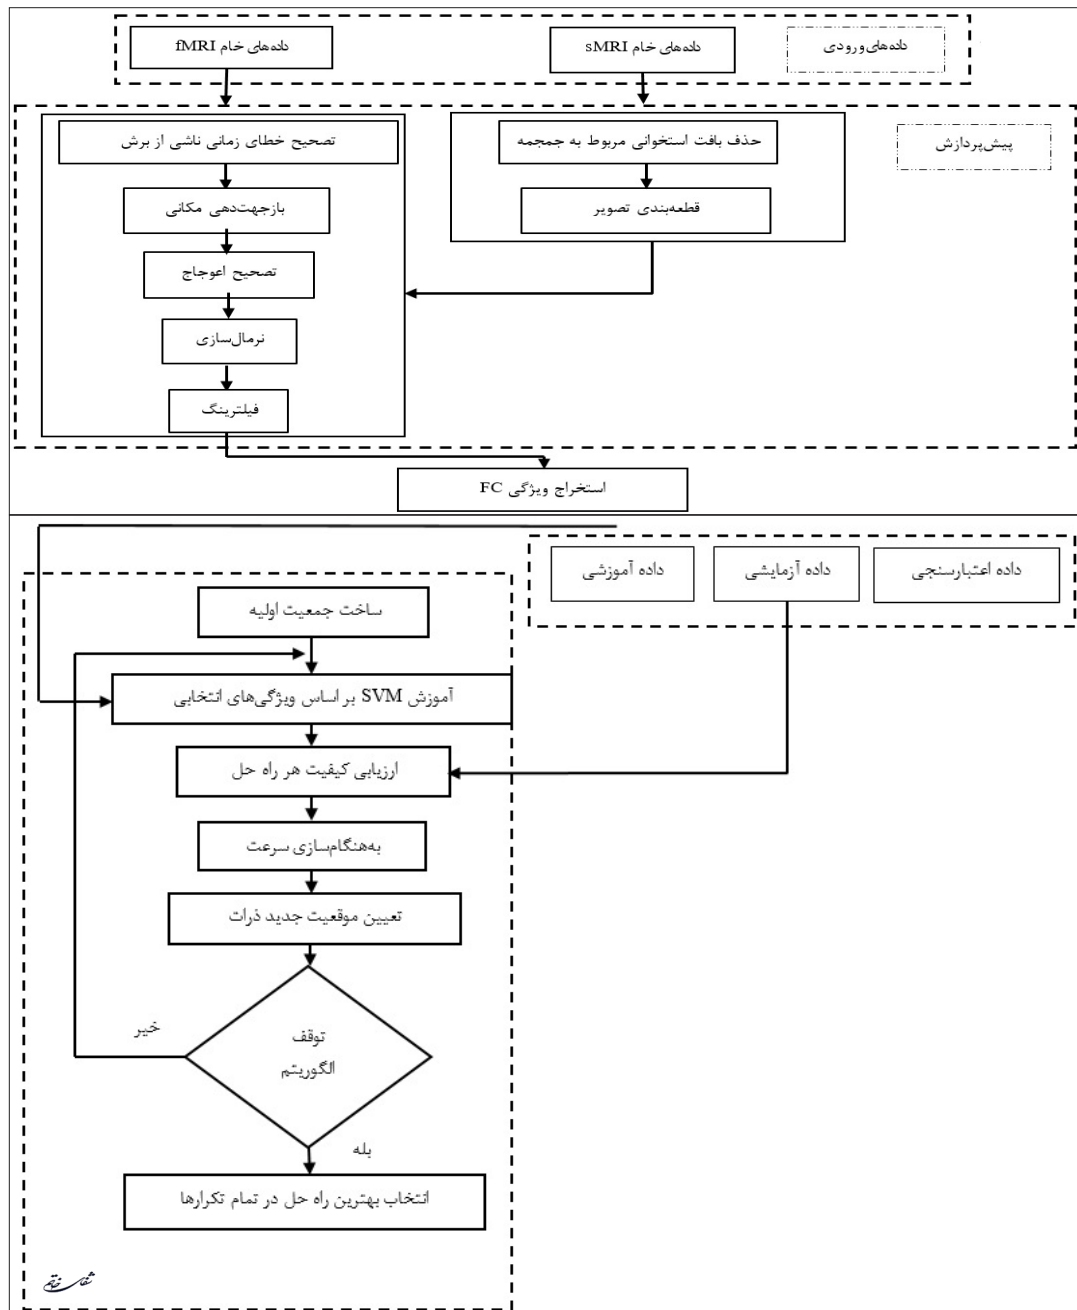 داده‌های‌ورودی
داده‌های خام sMRI
داده‌های خام fMRI
پیش‌پردازش
حذف بافت استخوانی مربوط به جمجمه
قطعه‌بندی تصویر
تصحیح خطای زمانی ناشی از برش
بازجهت‌دهی مکانی
تصحیح اعوجاج
نرمال‌سازی
فیلترینگ
استخراج ویژگی FC
داده اعتبارسنجی
داده آزمایشی
داده آموزشی
ساخت جمعیت اولیه
آموزش SVM بر اساس ویژگی‌های انتخابی
ارزیابی کیفیت هر راه حل
به‌هنگام‌سازی سرعت
تعیین موقعیت جدید ذرات
توقف
الگوریتم
خیر
بله
انتخاب بهترین راه حل در تمام تکرارها
شفای خاتم